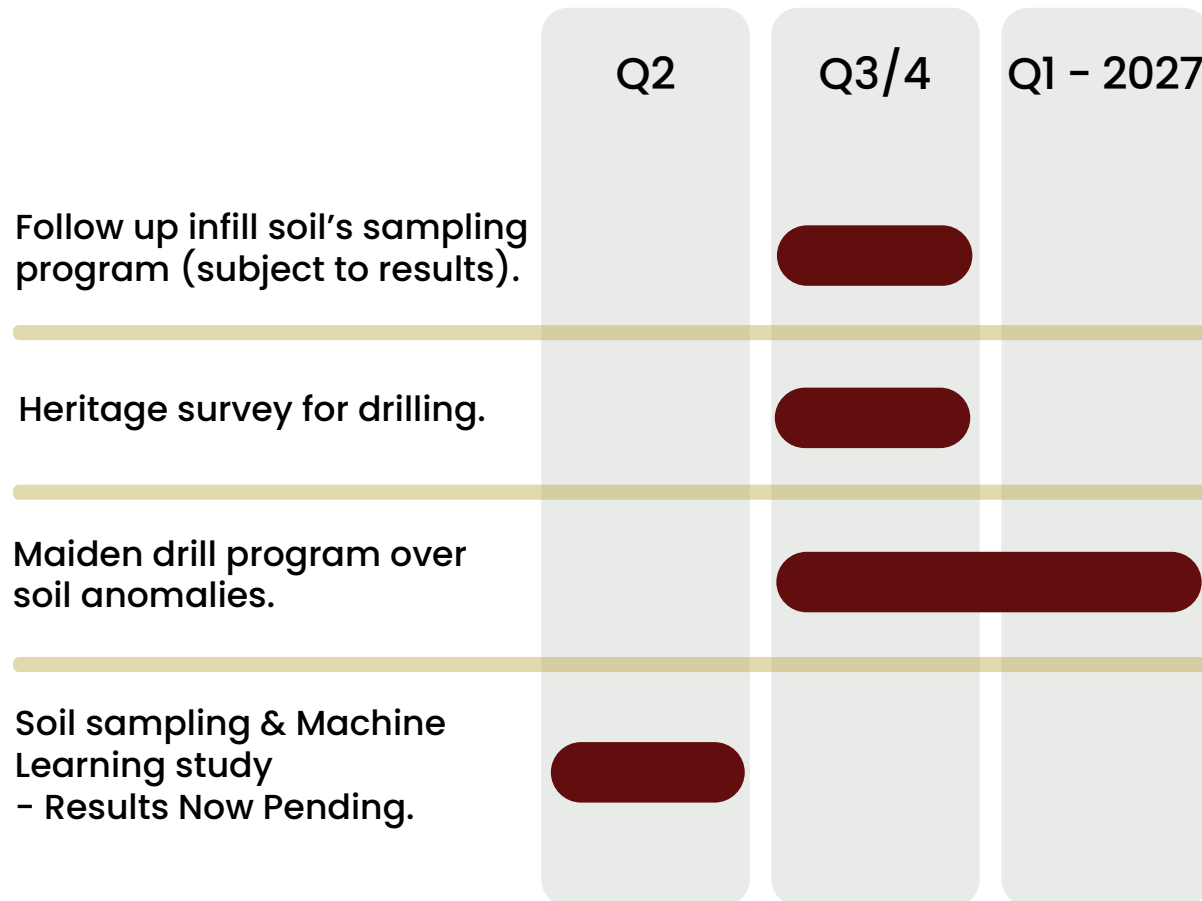 Q2
Q3/4
Q1 - 2027
Follow up infill soil’s sampling
program (subject to results).
Heritage survey for drilling.
Maiden drill program over
soil anomalies.
Soil sampling & Machine
Learning study
- Results Now Pending.